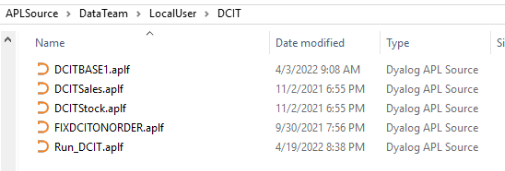 APLSource › DataTeam › LocalUser › DCIT
Name Date modified Type Si
DCITBASE1.aplf 4/3/2022 9:08 AM Dyalog APL Source
DCITSales.aplf 11/2/2021 6:55 PM Dyalog APL Source
DCITStock.aplf 11/2/2021 6:55 PM Dyalog APL Source
FIXDCITONORDER.aplf 9/30/2021 7:56 PM Dyalog APL Source
Run_DCIT.aplf 4/19/2022 8:38 PM Dyalog APL Source